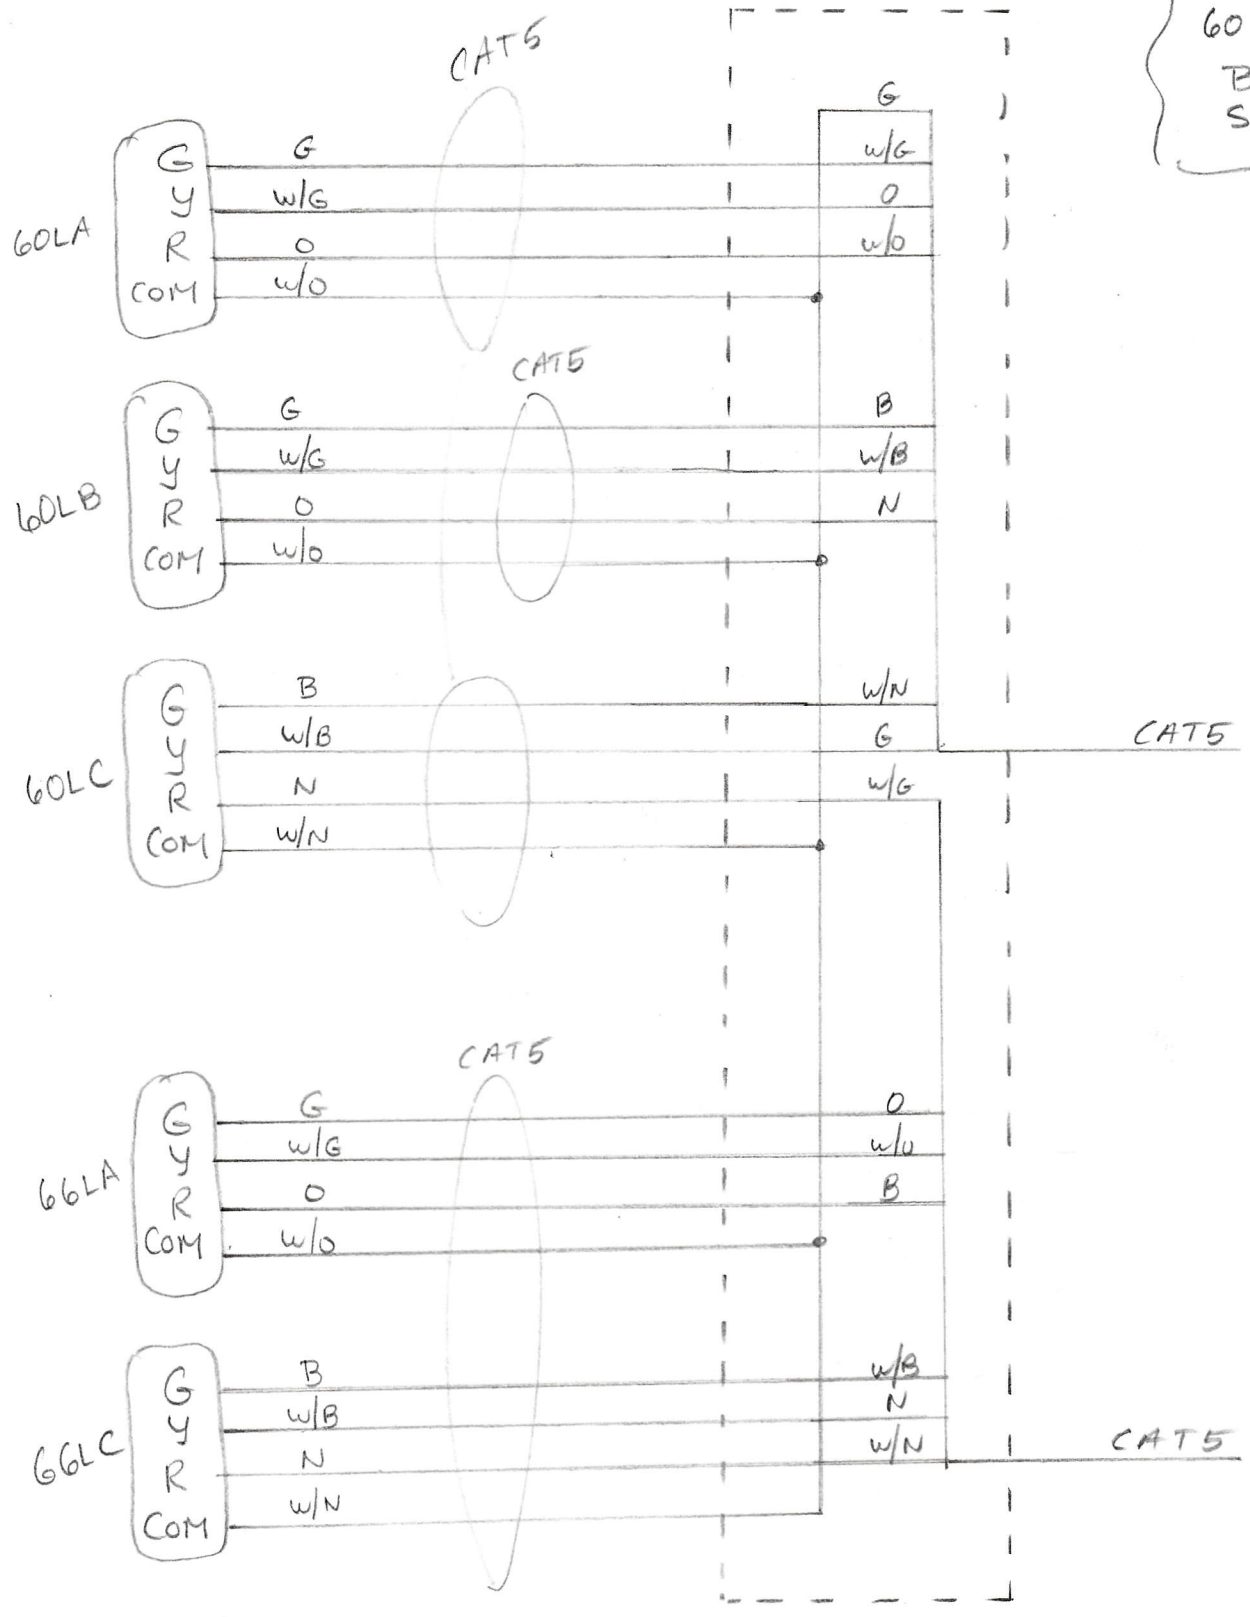 CAT5
60
B
S
G
G G w/G
Y w/G O
60LA
R O w/O
COM w/O
CAT5
G G B
Y w/G w/B
60LB
R O N
COM w/O
G B w/N
Y w/B G CAT5
60LC
R N w/G
COM w/N
CAT5
G G O
Y w/G w/O
66LA
R O B
COM w/O
G B w/B
Y w/B N
66LC
R N w/N CAT5
COM w/N